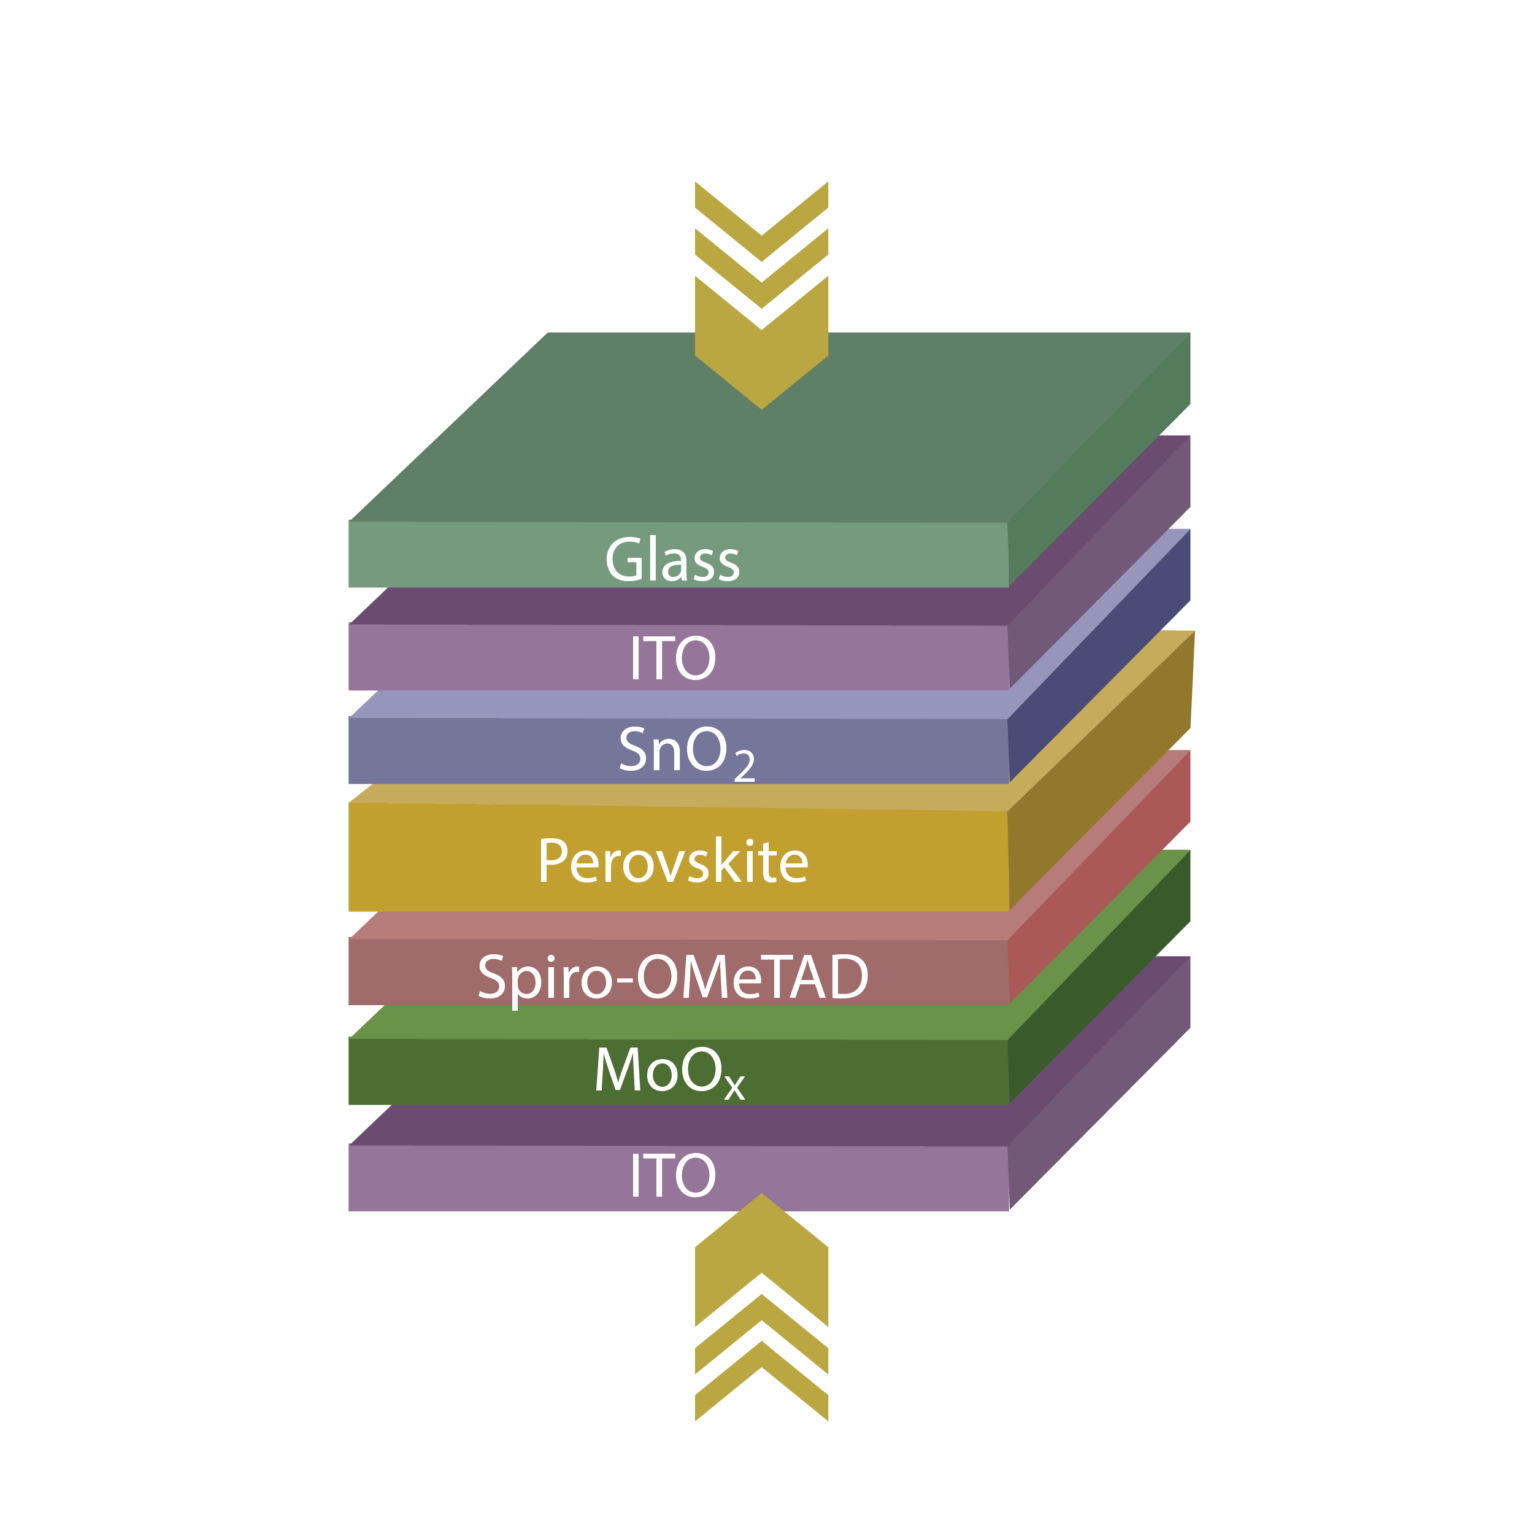 Glass
ITO
SnO₂
Perovskite
Spiro-OMeTAD
MoOₓ
ITO